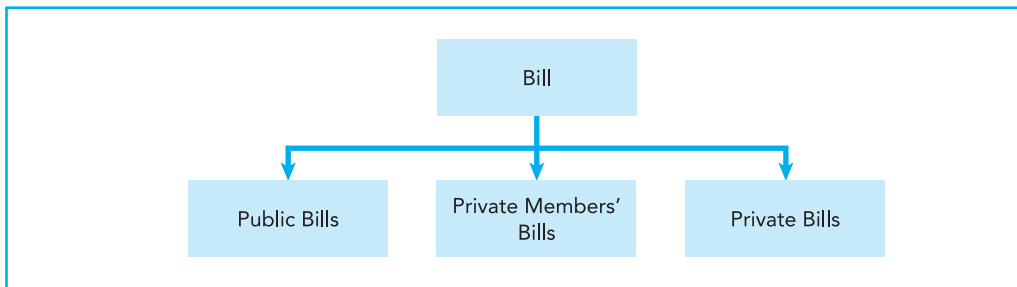 Bill
Public Bills
Private Members’
Bills
Private Bills